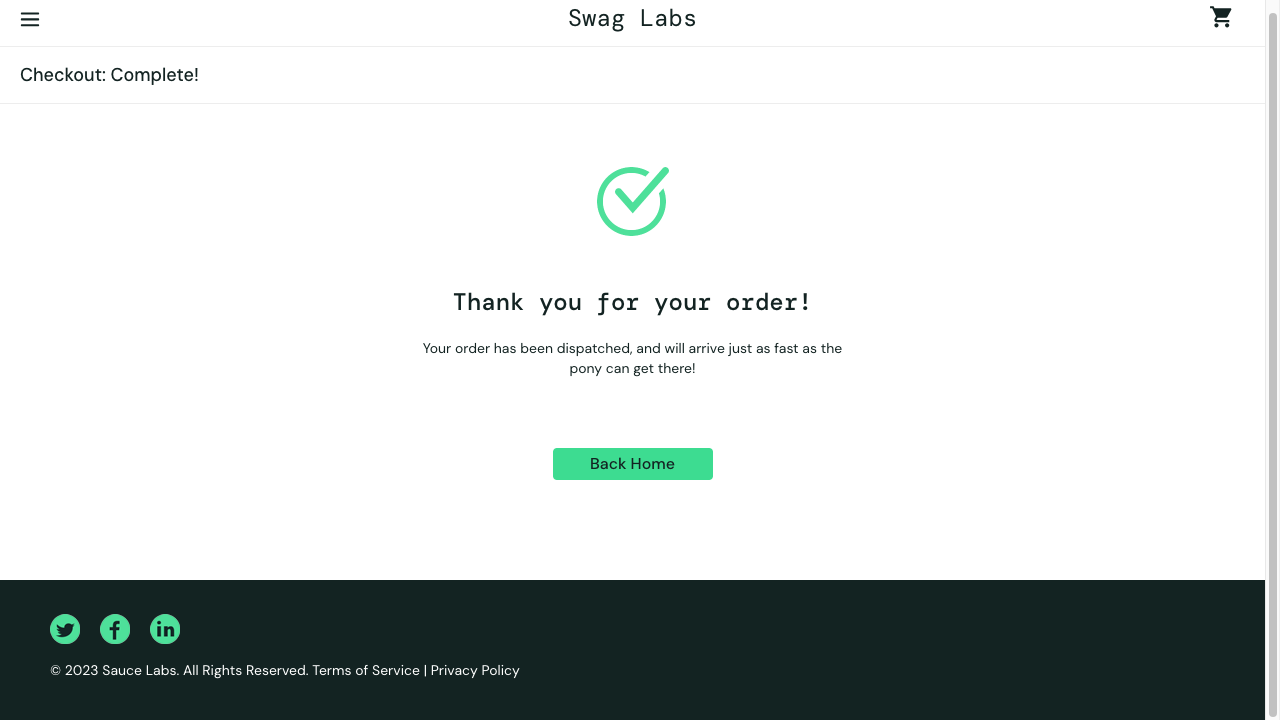 Swag Labs
Checkout: Complete!
Thank you for your order!
Your order has been dispatched, and will arrive just as fast as the
pony can get there!
Back Home
© 2023 Sauce Labs. All Rights Reserved. Terms of Service | Privacy Policy